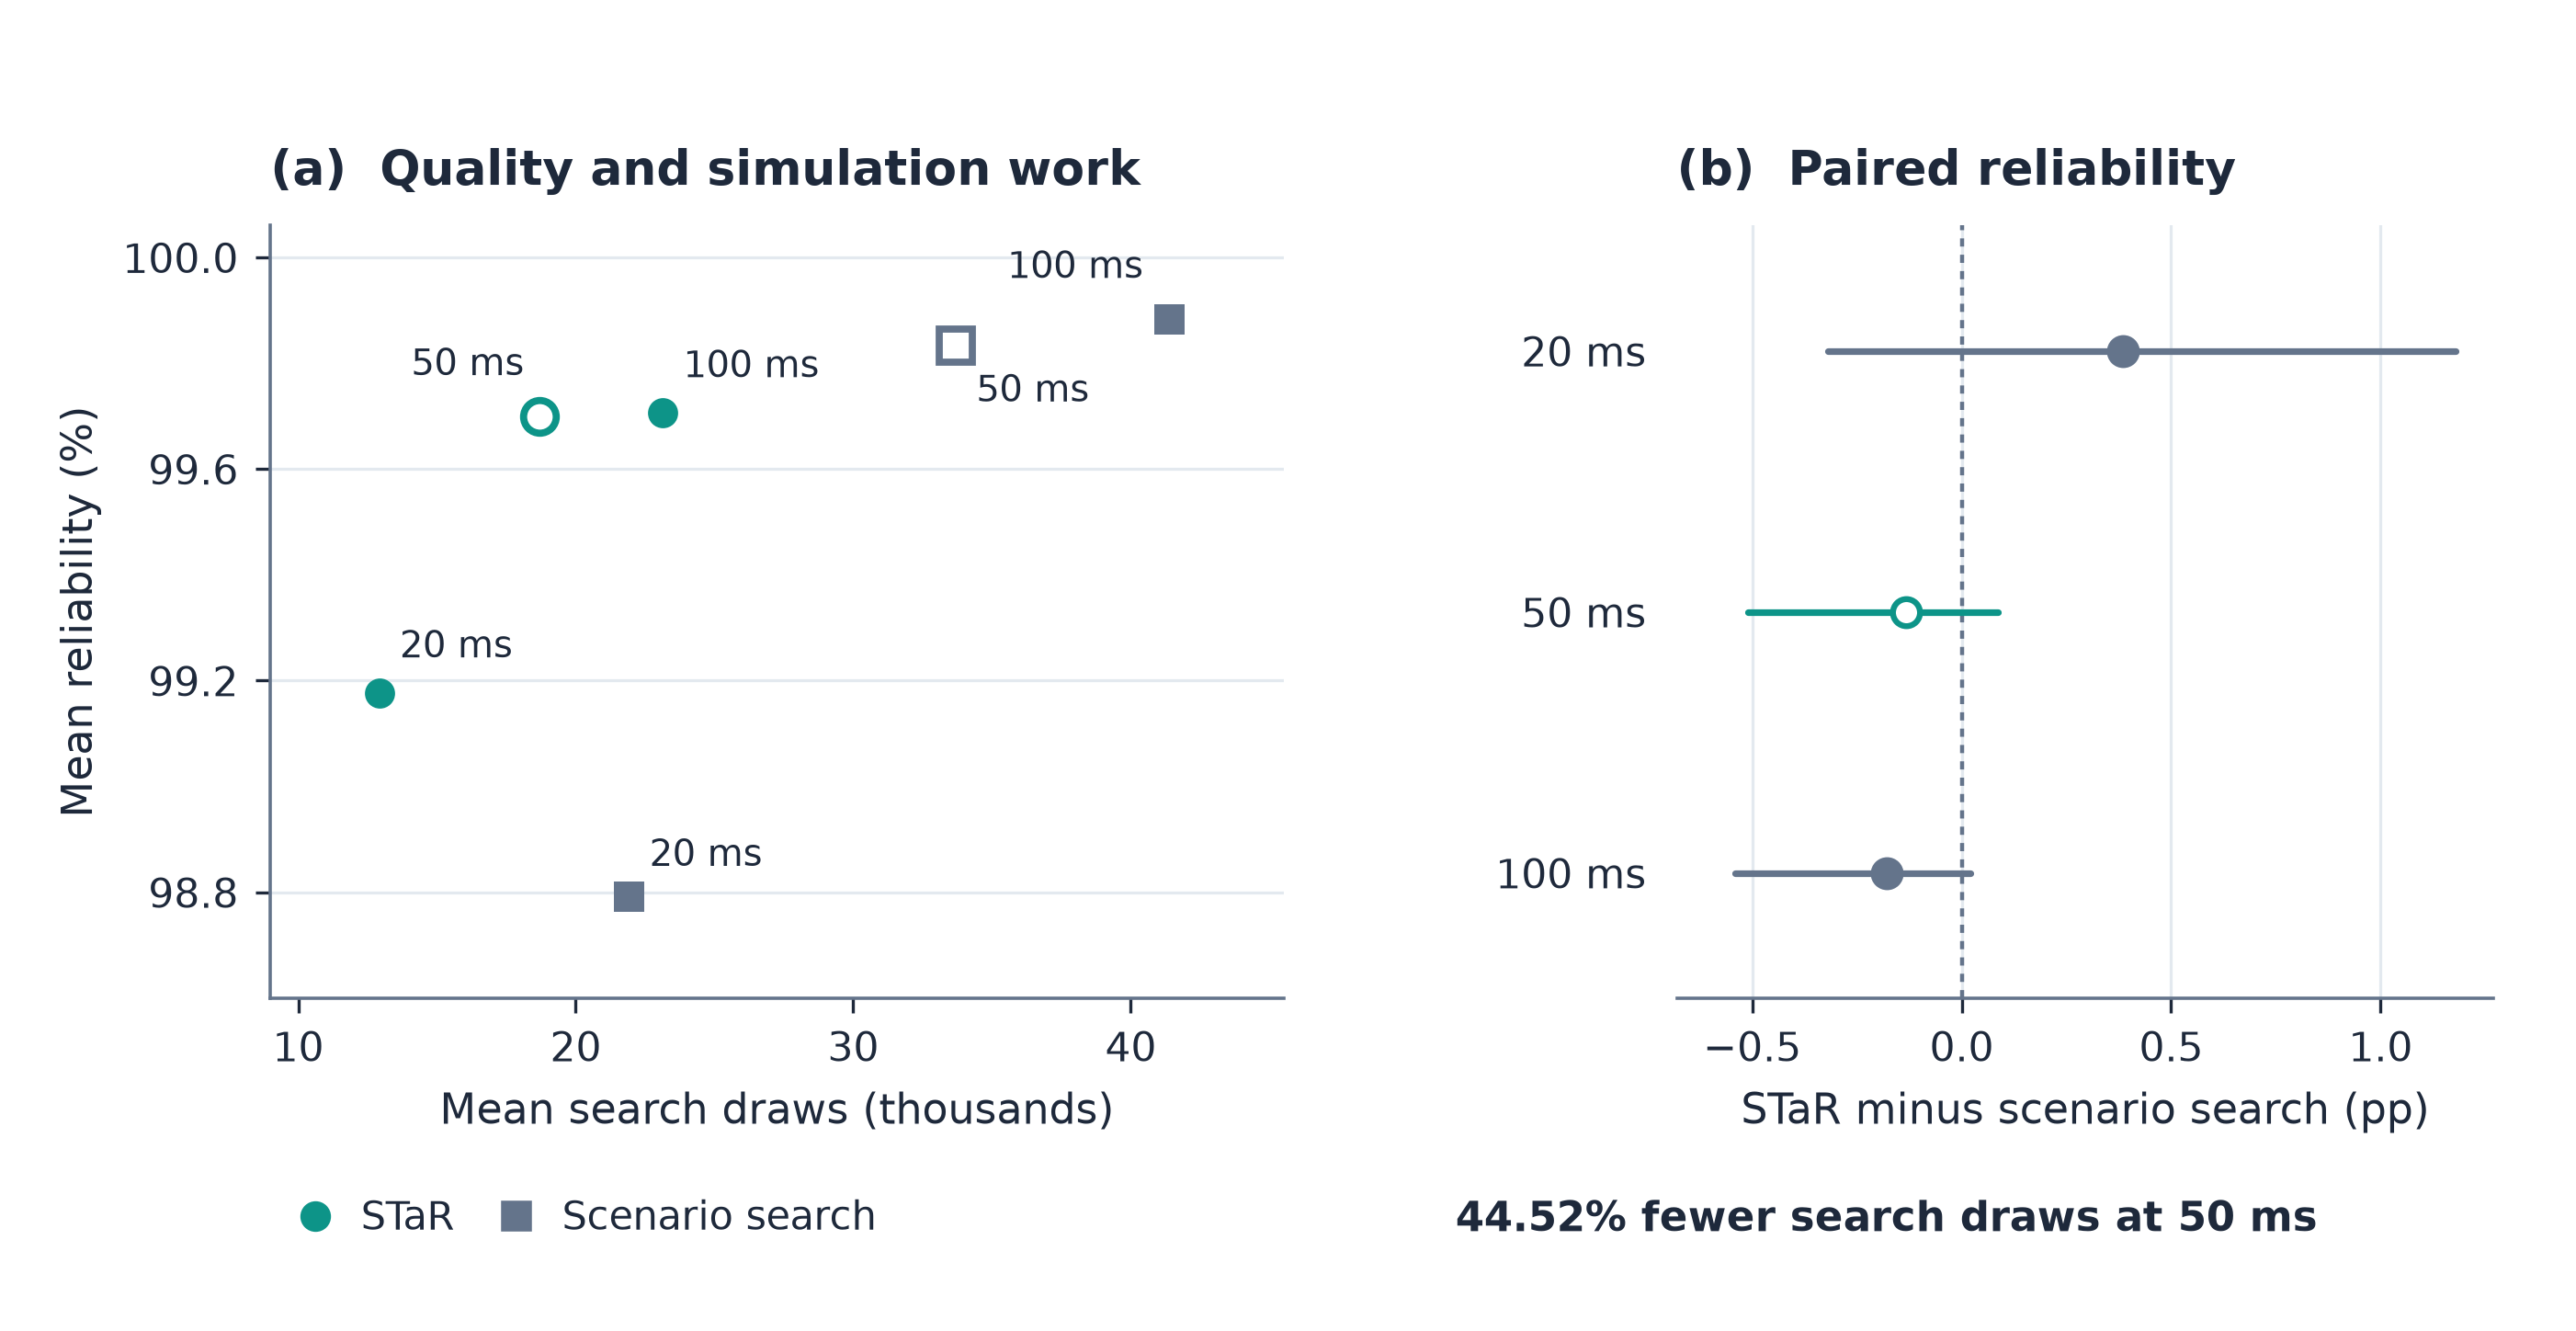 (a) Quality and simulation work
Mean reliability (%)
100.0
99.6
99.2
98.8
100 ms
50 ms
100 ms
50 ms
20 ms
20 ms
10 20 30 40
Mean search draws (thousands)
STaR Scenario search
(b) Paired reliability
20 ms
50 ms
100 ms
−0.5 0.0 0.5 1.0
STaR minus scenario search (pp)
44.52% fewer search draws at 50 ms